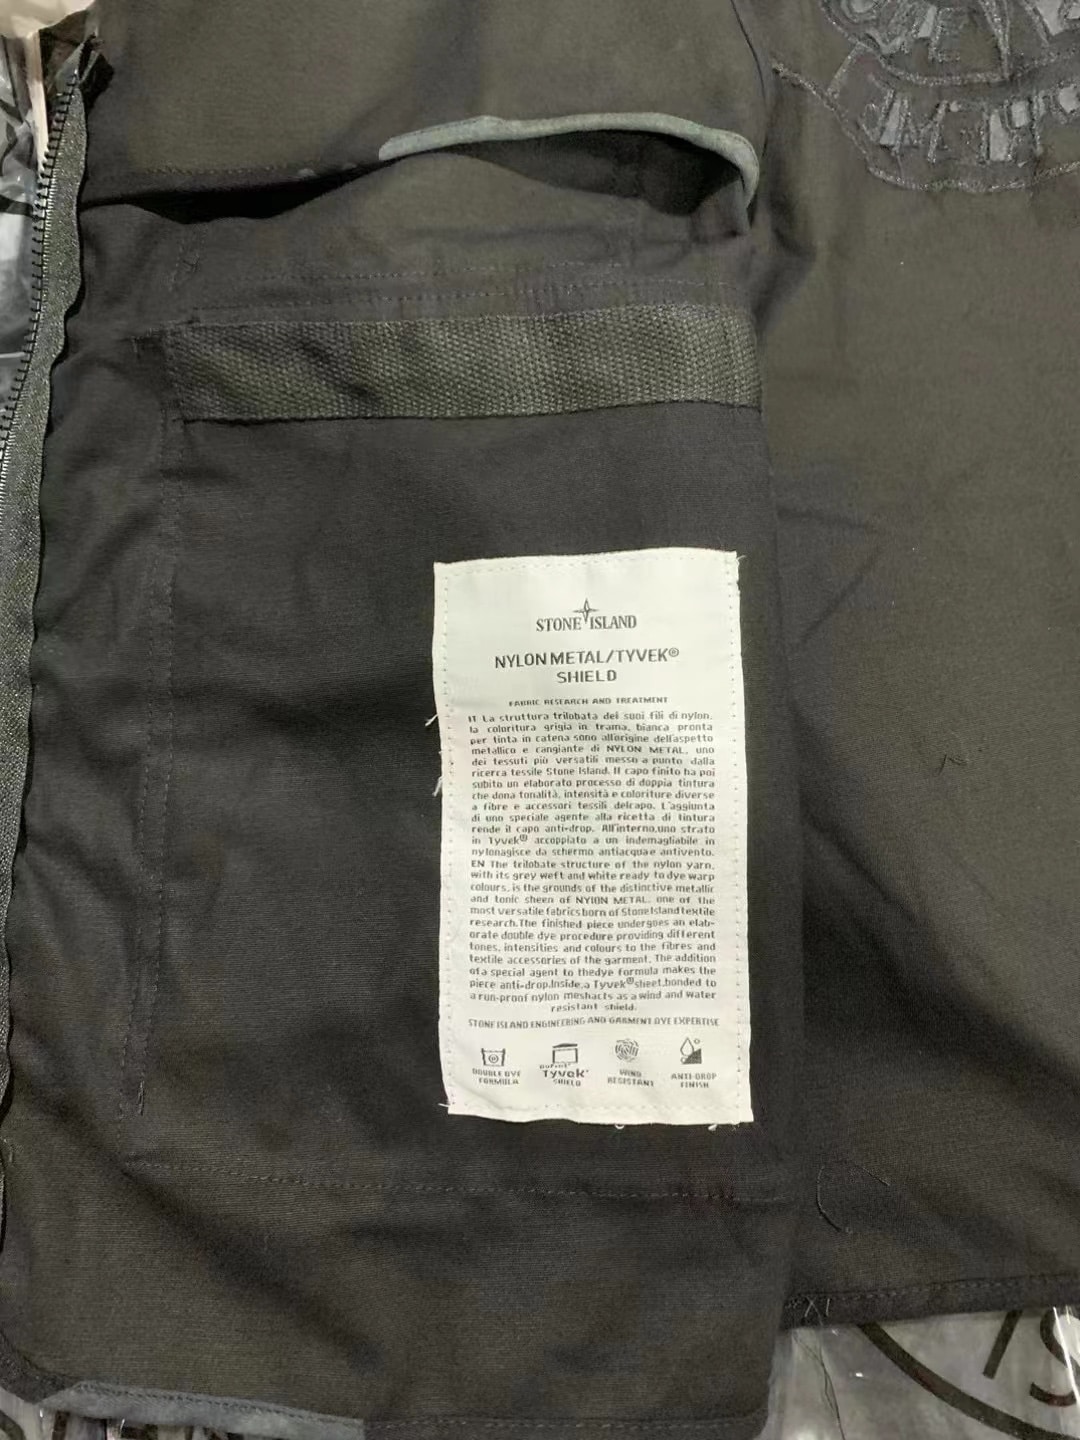 STONE ISLAND
NYLON METAL/TYVEK®
SHIELD
FABRIC RESEARCH AND TREATMENT
IT La struttura trilobata dei suoi fili di nylon,
la coloritura grigia in trama, bianca pronta
per tinta in catena sono all'origine dell'aspetto
metallico e cangiante di NYLON METAL, uno
dei tessuti più versatili messo a punto dalla
ricerca tessile Stone Island. Il capo finito ha poi
subito un elaborato processo di doppia tintura
che dona tonalità, intensità e coloriture diverse
a fibre e accessori tessili delcapo. L'aggiunta
di uno speciale agente alla ricetta di tintura
rende il capo anti-drop. All'interno,uno strato
in Tyvek® accoppiato a un indemagliabile in
nylonagisce da schermo antiacquae antivento.
EN The trilobate structure of the nylon yarn,
with its grey weft and white ready to dye warp
colours, is the grounds of the distinctive metallic
and tonic sheen of NYLON METAL, one of the
most versatile fabrics born of StoneIsland textile
research.The finished piece undergoes an elab-
orate double dye procedure providing different
tones, intensities and colours to the fibres and
textile accessories of the garment. The addition
of a special agent to thedye formula makes the
piece anti-drop.Inside,a Tyvek®sheet,bonded to
a run-proof nylon meshacts as a wind and water
resistant shield.
STONE ISLAND ENGINEERING AND GARMENT DYE EXPERTISE
DOUBLE DYE
FORMULA
Tyvek®
SHIELD
WIND
RESISTANT
ANTI-DROP
FINISH
IS